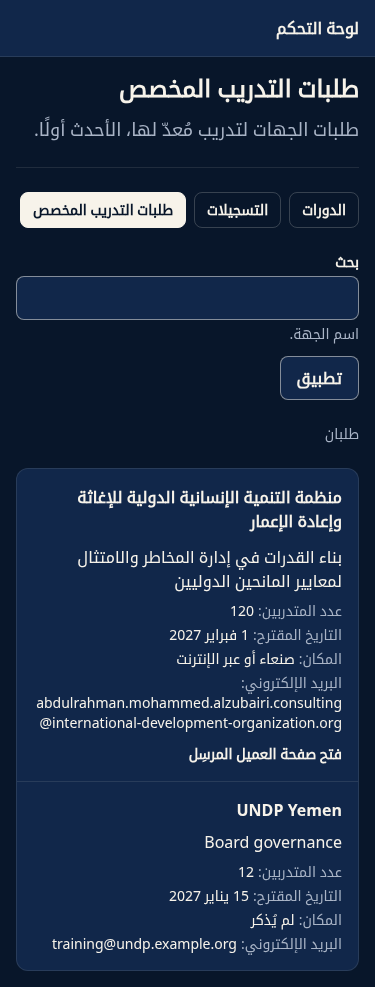 لوحة التحكم
طلبات التدريب المخصص
طلبات الجهات لتدريب مُعدّ لها، الأحدث أولًا.
الدورات
التسجيلات
طلبات التدريب المخصص
بحث
اسم الجهة.
تطبيق
طلبان
منظمة التنمية الإنسانية الدولية للإغاثة
وإعادة الإعمار
بناء القدرات في إدارة المخاطر والامتثال
لمعايير المانحين الدوليين
عدد المتدربين: 120
التاريخ المقترح: 1 فبراير 2027
المكان: صنعاء أو عبر الإنترنت
البريد الإلكتروني:
abdulrahman.mohammed.alzubairi.consulting
@international-development-organization.org
فتح صفحة العميل المرسِل
UNDP Yemen
Board governance
عدد المتدربين: 12
التاريخ المقترح: 15 يناير 2027
المكان: لم يُذكر
البريد الإلكتروني: training@undp.example.org